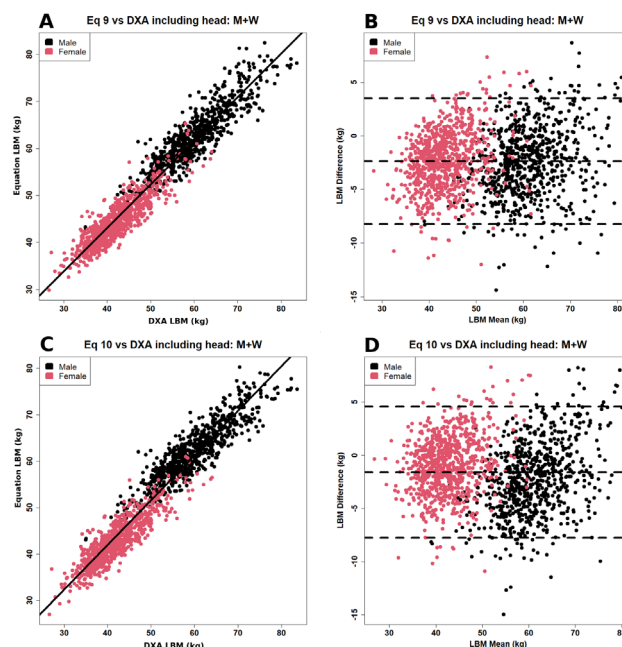 A
Eq 9 vs DXA including head: M+W
Male
Female
Equation LBM (kg)
80
70
60
50
40
30
30 40 50 60 70 80
DXA LBM (kg)
B
Eq 9 vs DXA including head: M+W
Male
Female
LBM Difference (kg)
5
0
-5
-10
-15
30 40 50 60 70 80
LBM Mean (kg)
C
Eq 10 vs DXA including head: M+W
Male
Female
Equation LBM (kg)
80
70
60
50
40
30
30 40 50 60 70 80
DXA LBM (kg)
D
Eq 10 vs DXA including head: M+W
Male
Female
LBM Difference (kg)
5
0
-5
-10
-15
30 40 50 60 70 80
LBM Mean (kg)